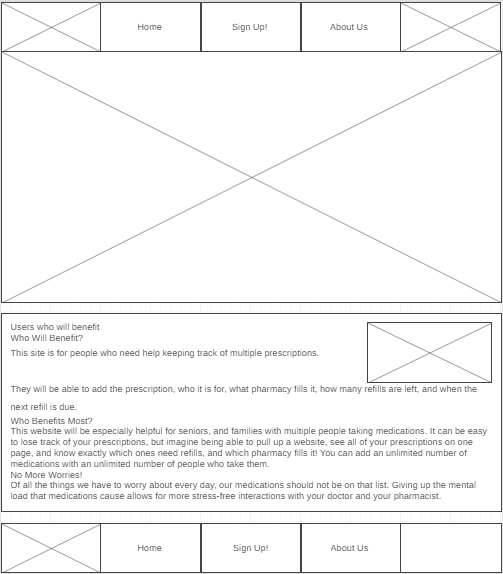 Home
Sign Up!
About Us
Users who will benefit
Who Will Benefit?
This site is for people who need help keeping track of multiple prescriptions.
They will be able to add the prescription, who it is for, what pharmacy fills it, how many refills are left, and when the
next refill is due.
Who Benefits Most?
This website will be especially helpful for seniors, and families with multiple people taking medications. It can be easy
to lose track of your prescriptions, but imagine being able to pull up a website, see all of your prescriptions on one
page, and know exactly which ones need refills, and which pharmacy fills it! You can add an unlimited number of
medications with an unlimited number of people who take them.
No More Worries!
Of all the things we have to worry about every day, our medications should not be on that list. Giving up the mental
load that medications cause allows for more stress-free interactions with your doctor and your pharmacist.
Home
Sign Up!
About Us